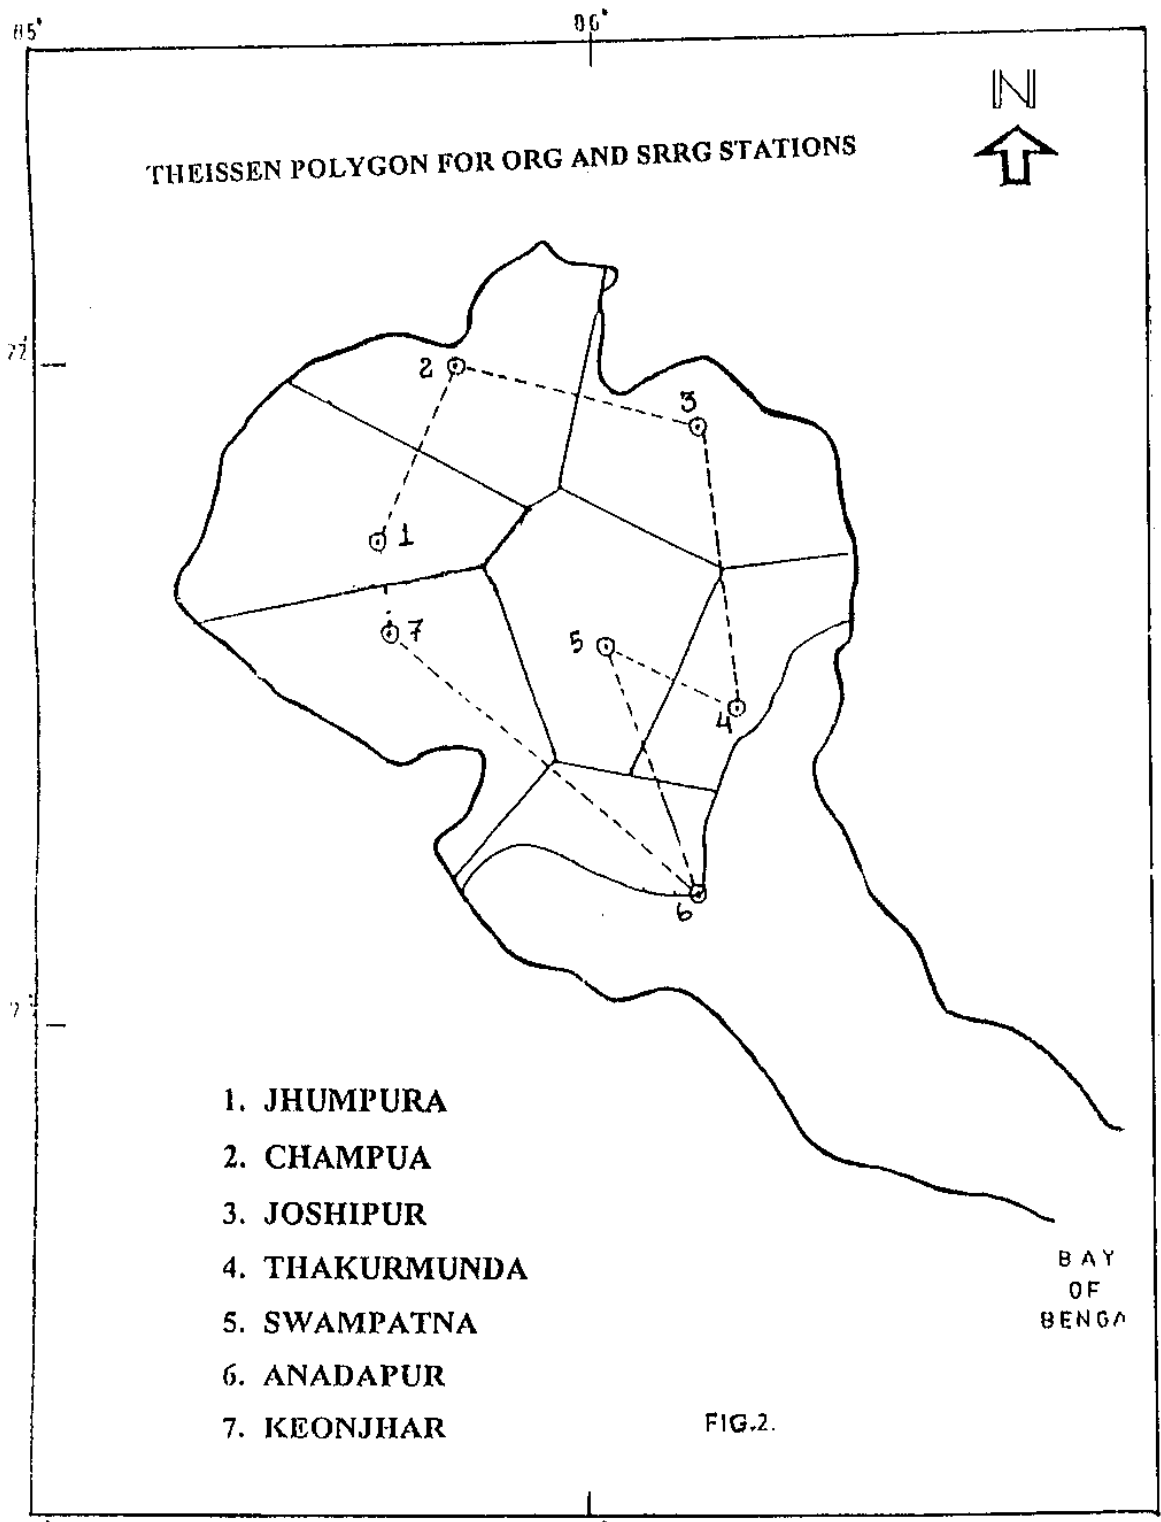 85°
86°
N
THEISSEN POLYGON FOR ORG AND SRRG STATIONS
22
2
3
1
7
5
4
6
1. JHUMPURA
2. CHAMPUA
3. JOSHIPUR
4. THAKURMUNDA
5. SWAMPATNA
6. ANADAPUR
7. KEONJHAR
FIG.2.
BAY
OF
BENGA